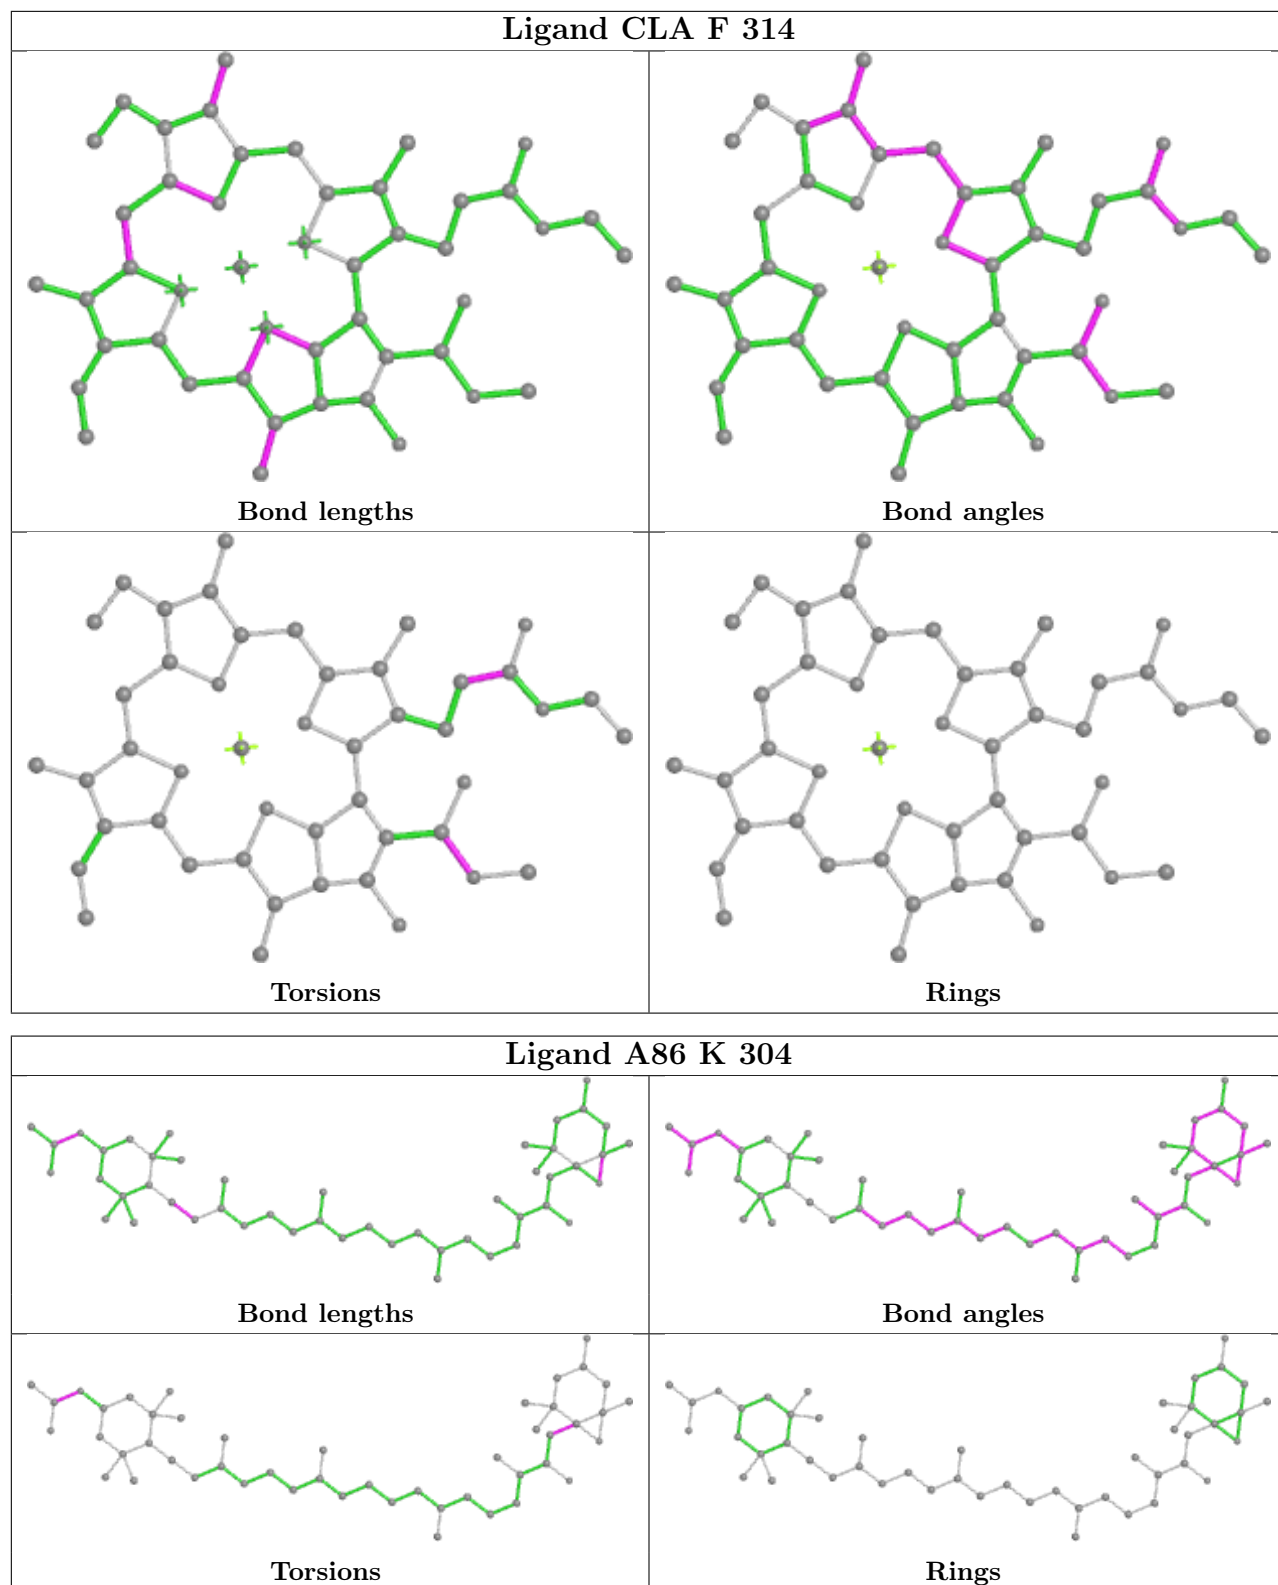 Ligand CLA F 314
Bond lengths
Bond angles
Torsions
Rings
Ligand A86 K 304
Bond lengths
Bond angles
Torsions
Rings